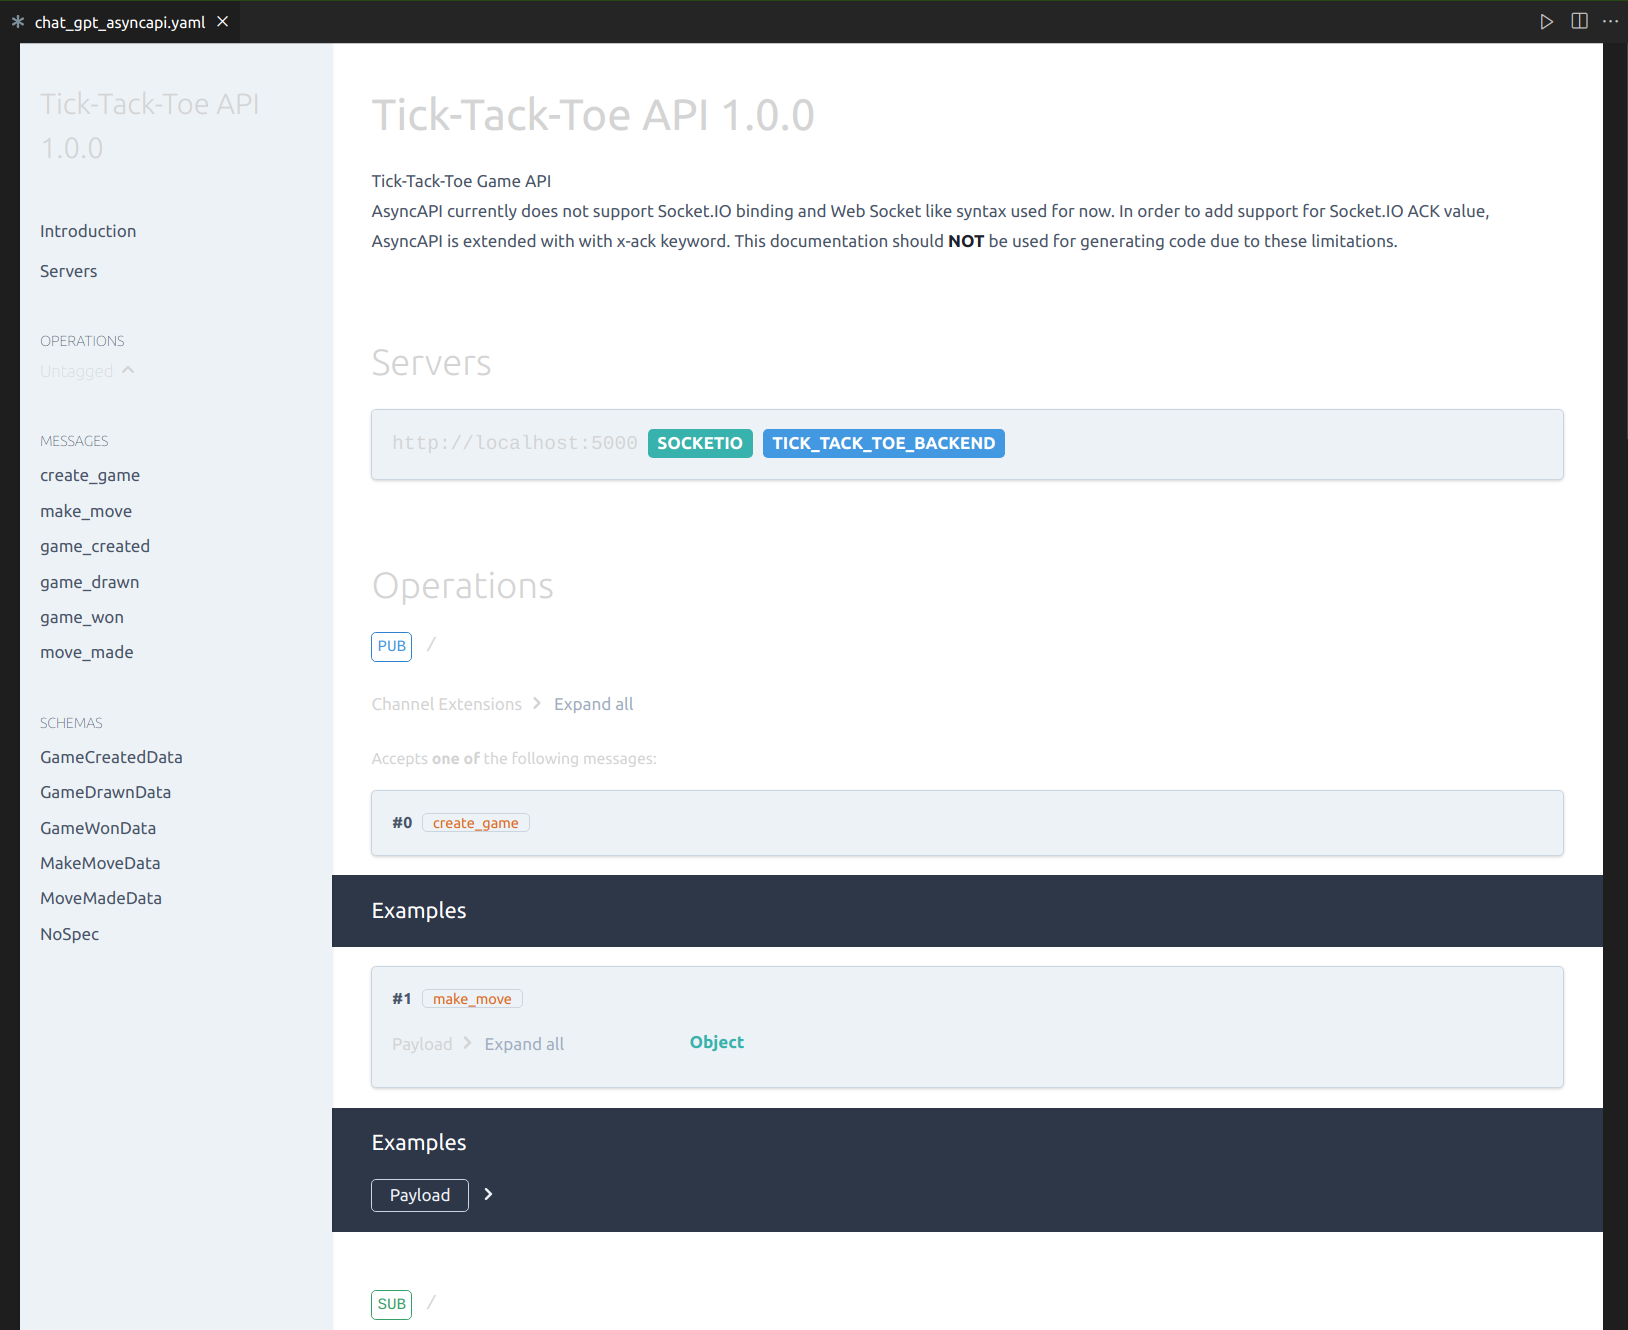 chat_gpt_asyncapi.yaml
Tick-Tack-Toe API
1.0.0
Introduction
Servers
OPERATIONS
Untagged
MESSAGES
create_game
make_move
game_created
game_drawn
game_won
move_made
SCHEMAS
GameCreatedData
GameDrawnData
GameWonData
MakeMoveData
MoveMadeData
NoSpec
Tick-Tack-Toe API 1.0.0
Tick-Tack-Toe Game API
AsyncAPI currently does not support Socket.IO binding and Web Socket like syntax used for now. In order to add support for Socket.IO ACK value,
AsyncAPI is extended with with x-ack keyword. This documentation should NOT be used for generating code due to these limitations.
Servers
http://localhost:5000 SOCKETIO TICK_TACK_TOE_BACKEND
Operations
PUB /
Channel Extensions Expand all
Accepts one of the following messages:
#0 create_game
Examples
#1 make_move
Payload Expand all Object
Examples
Payload
SUB /